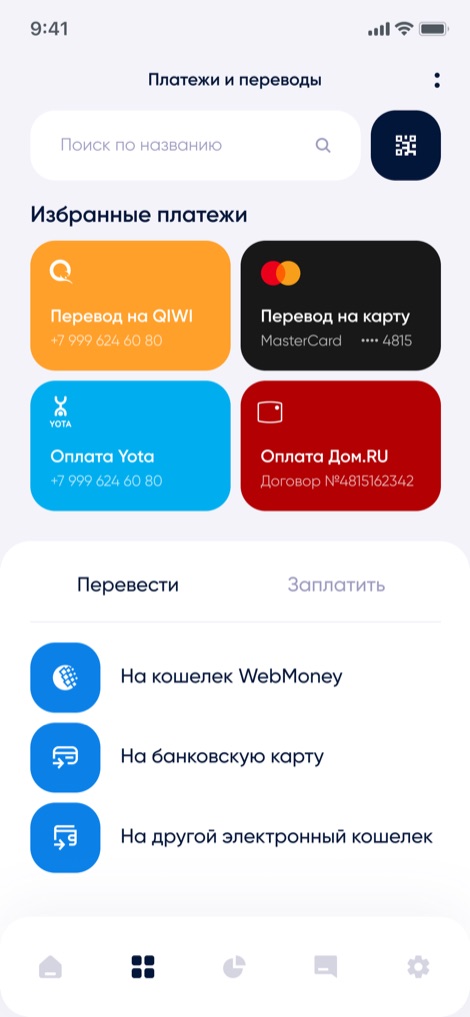 9:41
Платежи и переводы
Поиск по названию
Избранные платежи
Перевод на QIWI
+7 999 624 60 80
Перевод на карту
MasterCard •••• 4815
YOTA
Оплата Yota
+7 999 624 60 80
Оплата Дом.RU
Договор №4815162342
Перевести Заплатить
На кошелек WebMoney
На банковскую карту
На другой электронный кошелек